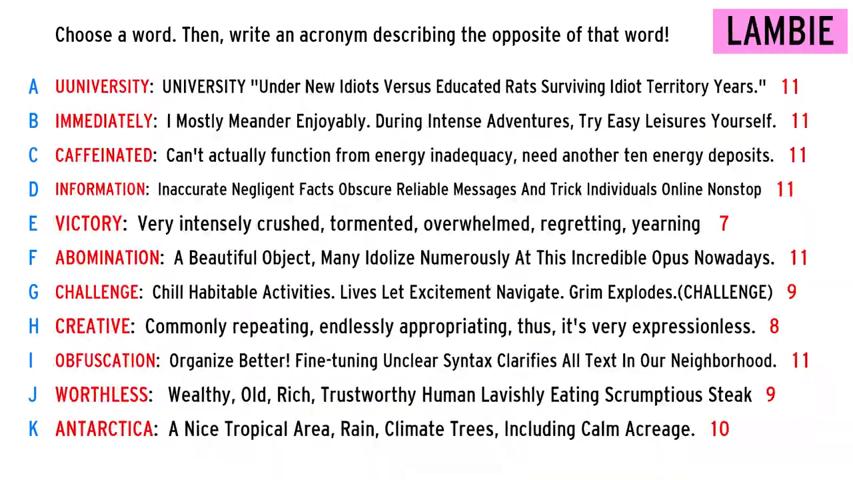 Choose a word. Then, write an acronym describing the opposite of that word!
LAMBIE
A UUNIVERSITY: UNIVERSITY "Under New Idiots Versus Educated Rats Surviving Idiot Territory Years." 11
B IMMEDIATELY: I Mostly Meander Enjoyably. During Intense Adventures, Try Easy Leisures Yourself. 11
C CAFFEINATED: Can't actually function from energy inadequacy, need another ten energy deposits. 11
D INFORMATION: Inaccurate Negligent Facts Obscure Reliable Messages And Trick Individuals Online Nonstop 11
E VICTORY: Very intensely crushed, tormented, overwhelmed, regretting, yearning 7
F ABOMINATION: A Beautiful Object, Many Idolize Numerously At This Incredible Opus Nowadays. 11
G CHALLENGE: Chill Habitable Activities. Lives Let Excitement Navigate. Grim Explodes.(CHALLENGE) 9
H CREATIVE: Commonly repeating, endlessly appropriating, thus, it's very expressionless. 8
I OBFUSCATION: Organize Better! Fine-tuning Unclear Syntax Clarifies All Text In Our Neighborhood. 11
J WORTHLESS: Wealthy, Old, Rich, Trustworthy Human Lavishly Eating Scrumptious Steak 9
K ANTARCTICA: A Nice Tropical Area, Rain, Climate Trees, Including Calm Acreage. 10